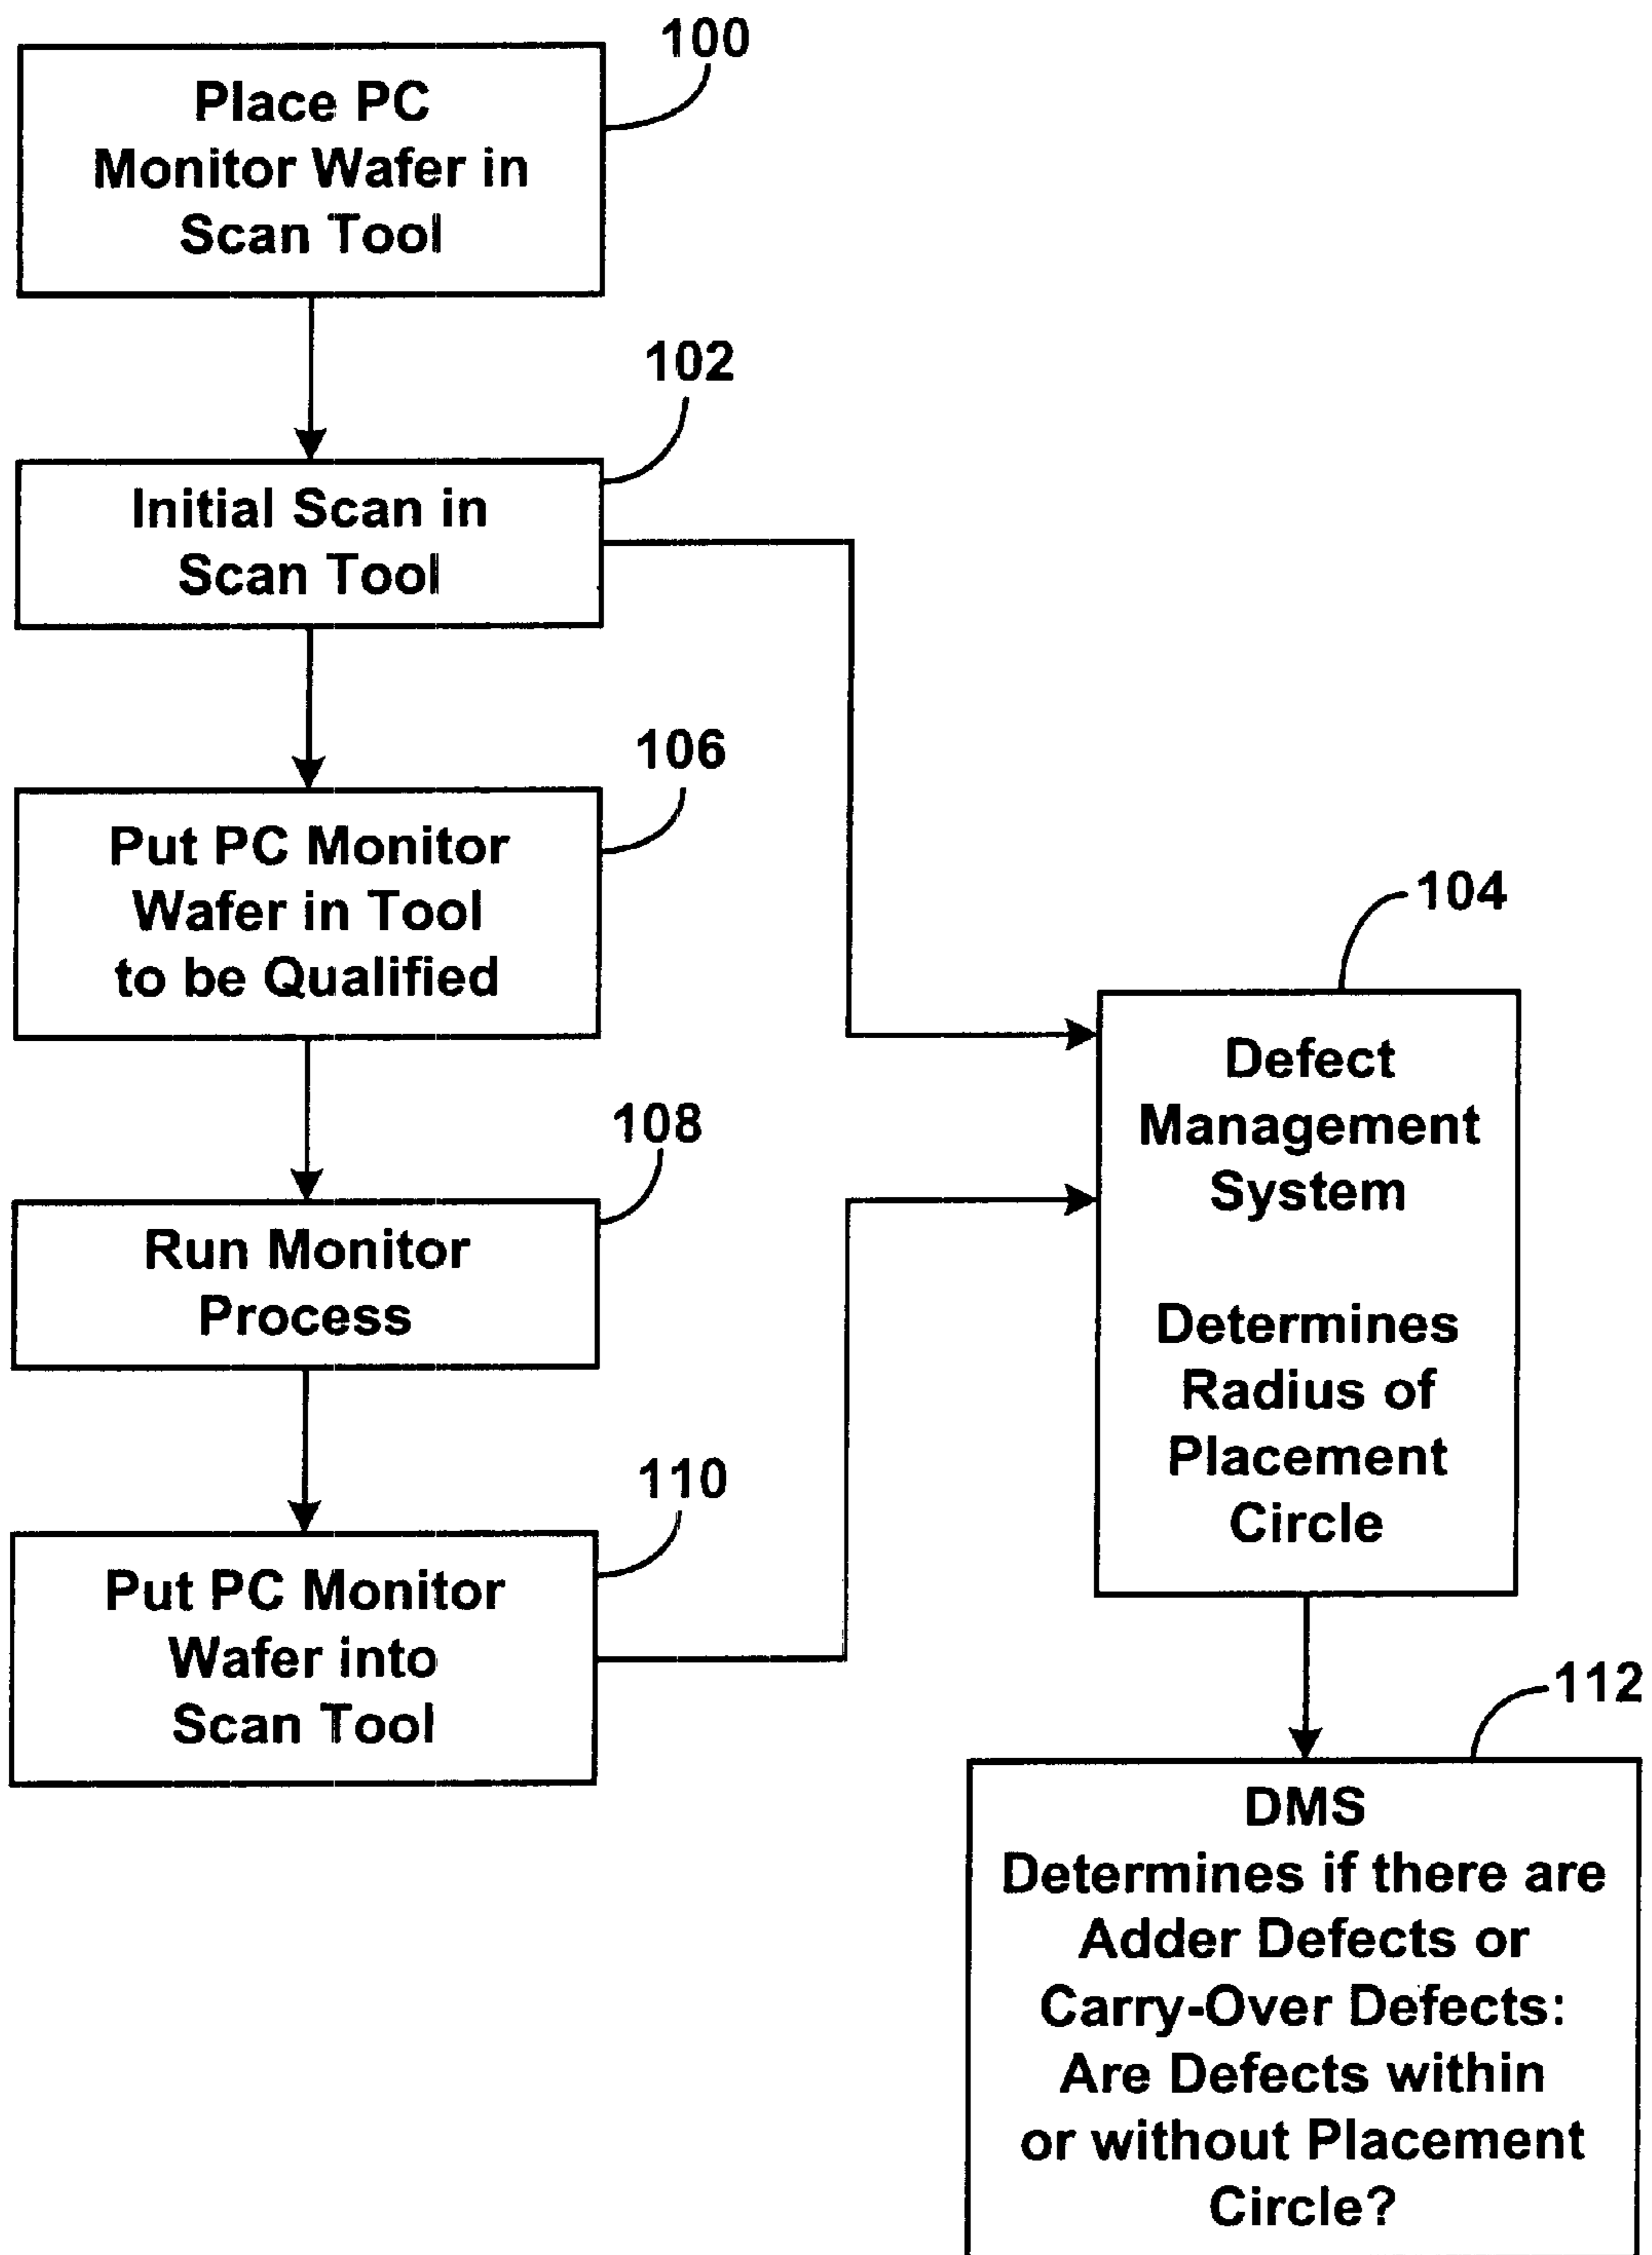 100
Place PC
Monitor Wafer in
Scan Tool
102
Initial Scan in
Scan Tool
106
Put PC Monitor
Wafer in Tool
to be Qualified
108
Run Monitor
Process
110
Put PC Monitor
Wafer into
Scan Tool
104
Defect
Management
System
Determines
Radius of
Placement
Circle
112
DMS
Determines if there are
Adder Defects or
Carry-Over Defects:
Are Defects within
or without Placement
Circle?